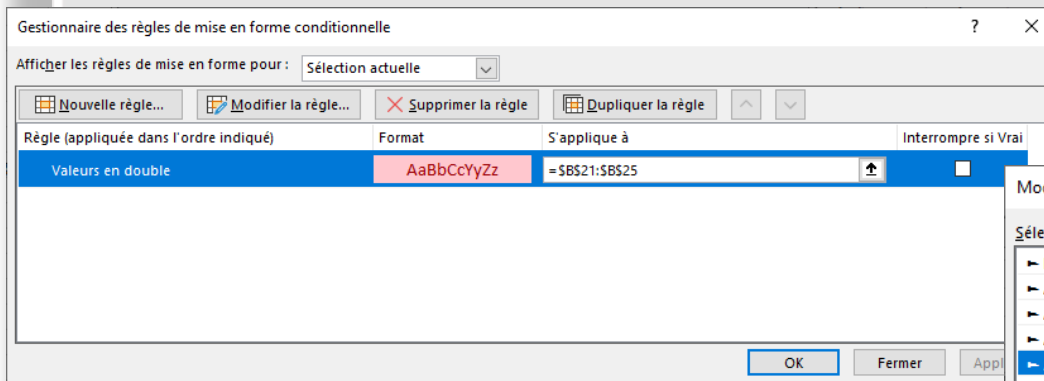 Gestionnaire des règles de mise en forme conditionnelle ? ×
Afficher les règles de mise en forme pour : Sélection actuelle
Nouvelle règle... Modifier la règle... Supprimer la règle Dupliquer la règle
Règle (appliquée dans l'ordre indiqué) Format S'applique à Interrompre si Vrai
Valeurs en double AaBbCcYyZz =$B$21:$B$25
Mod
Séle
OK Fermer Appl